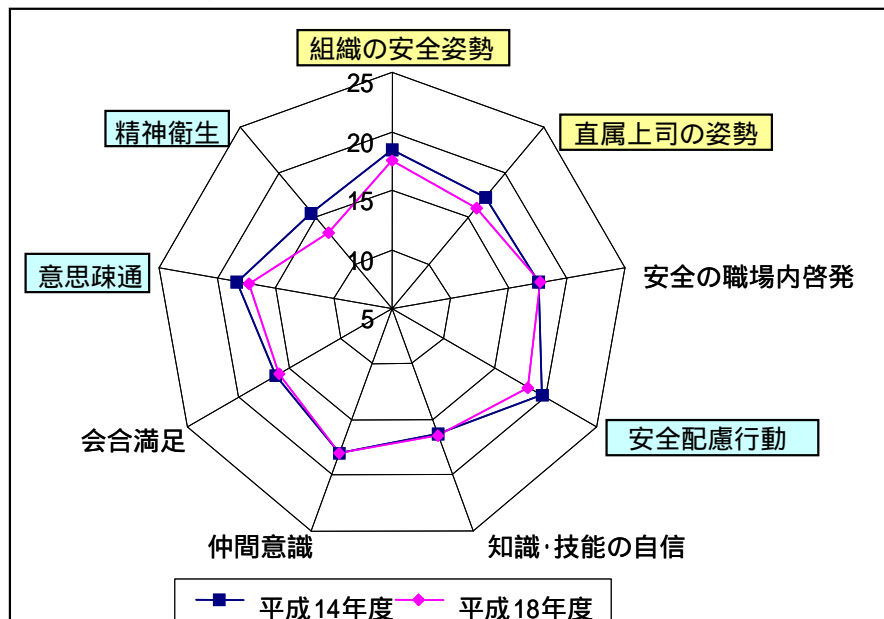 組織の安全姿勢
25
精神衛生
直属上司の姿勢
20
15
意思疎通
安全の職場内啓発
10
5
会合満足
安全配慮行動
仲間意識
知識・技能の自信
平成14年度
平成18年度